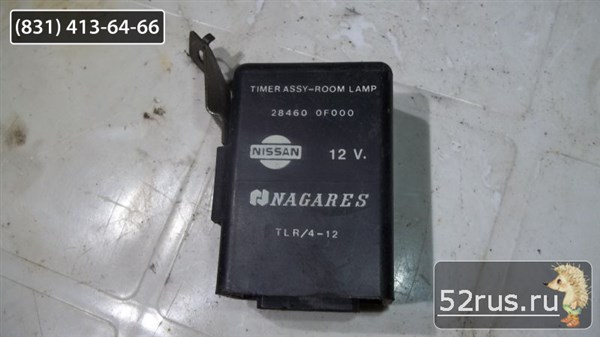 (831) 413-64-66
TIMER ASSY-ROOM LAMP
28460 0F000
NISSAN 12 V.
NAGARES
TLR/4-12
52rus.ru